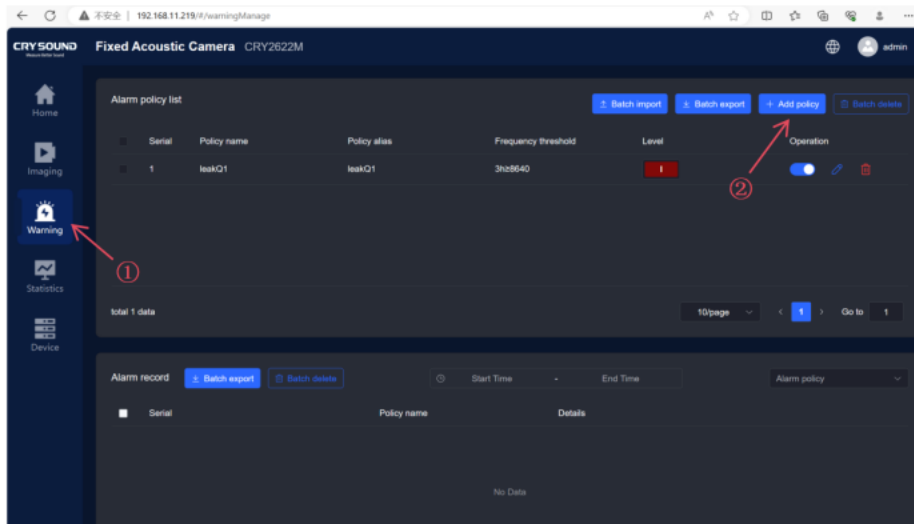 不安全 | 192.168.11.219/#/warningManage
CRYSOUND Fixed Acoustic Camera CRY2622M admin
Measure Better Sound
Home
Imaging
Warning
Statistics
Device
Alarm policy list Batch import Batch export + Add policy Batch delete
Serial Policy name Policy alias Frequency threshold Level Operation
1 leakQ1 leakQ1 3h≥8640 I
①
②
total 1 data 10/page < 1 > Go to 1
Alarm record Batch export Batch delete Start Time - End Time Alarm policy
Serial Policy name Details
No Data